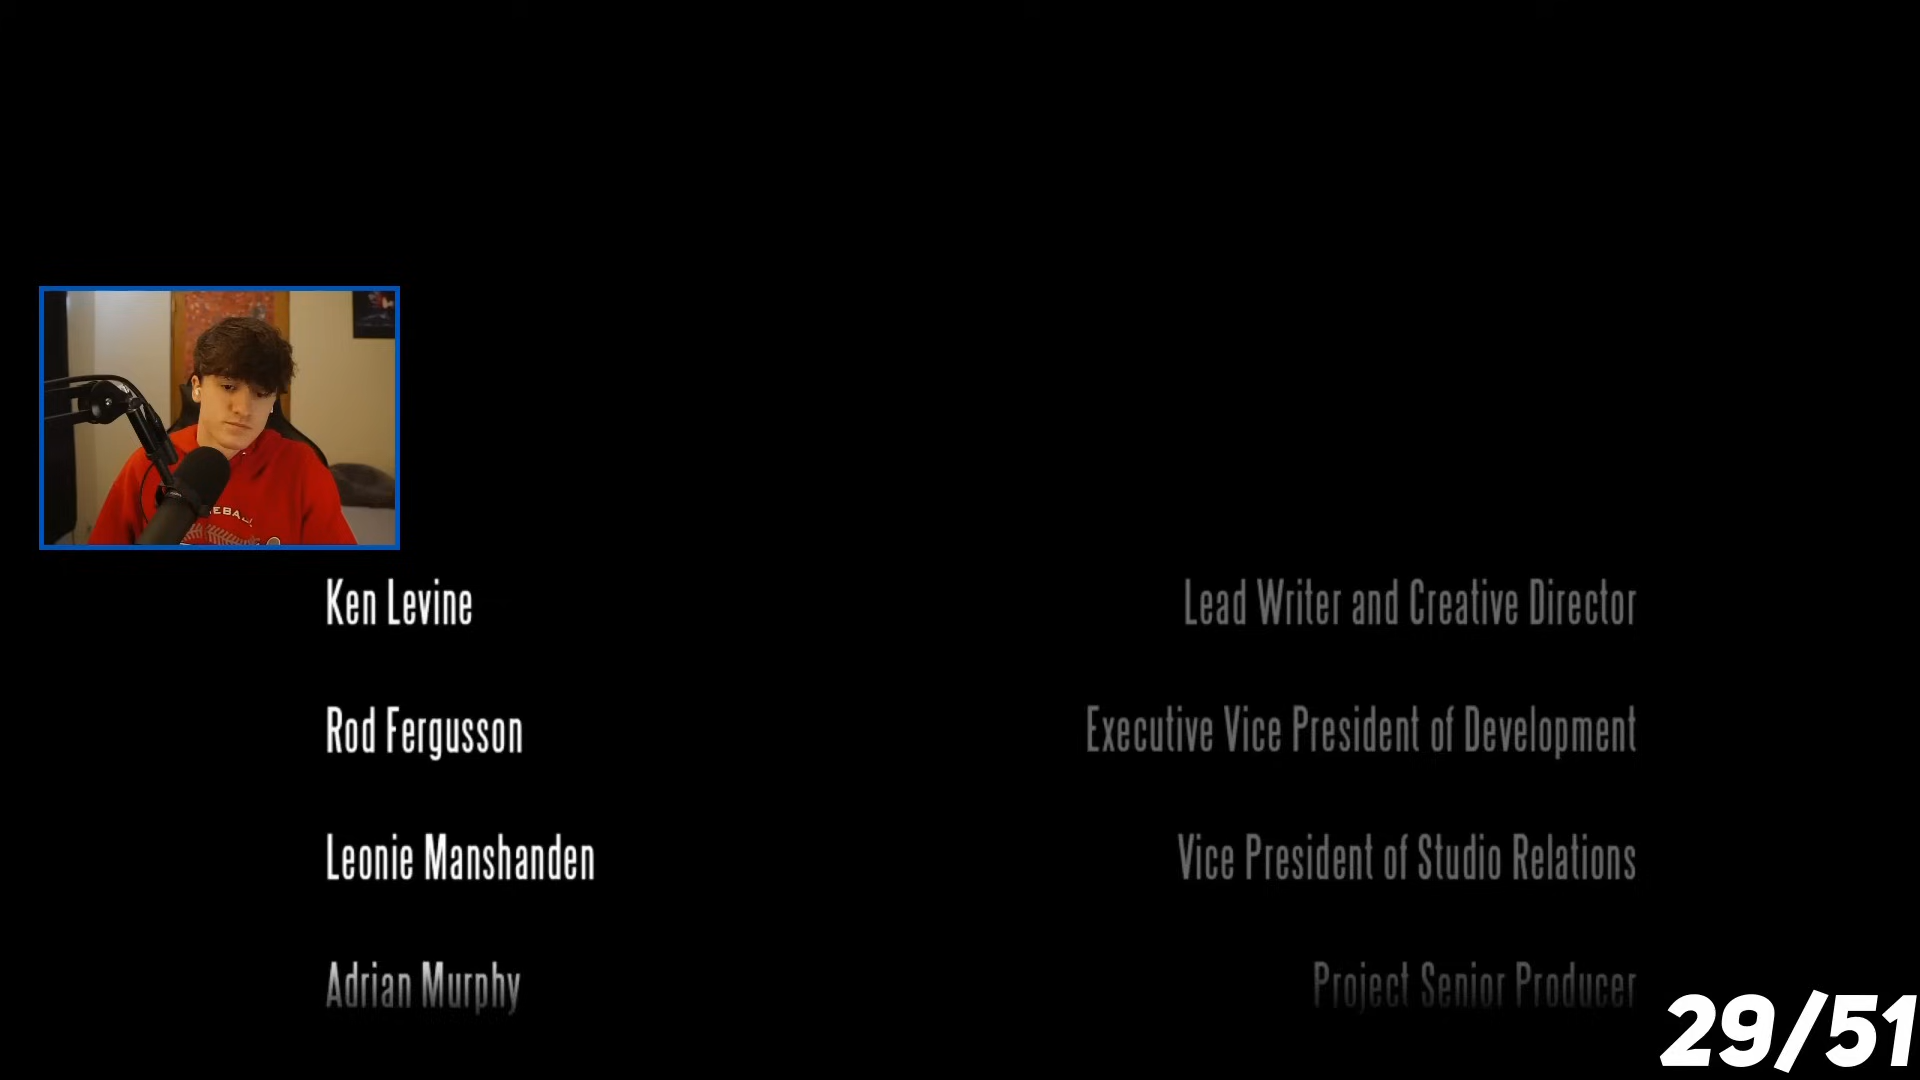 Ken Levine Lead Writer and Creative Director
Rod Fergusson Executive Vice President of Development
Leonie Manshanden Vice President of Studio Relations
Adrian Murphy Project Senior Producer
29/51